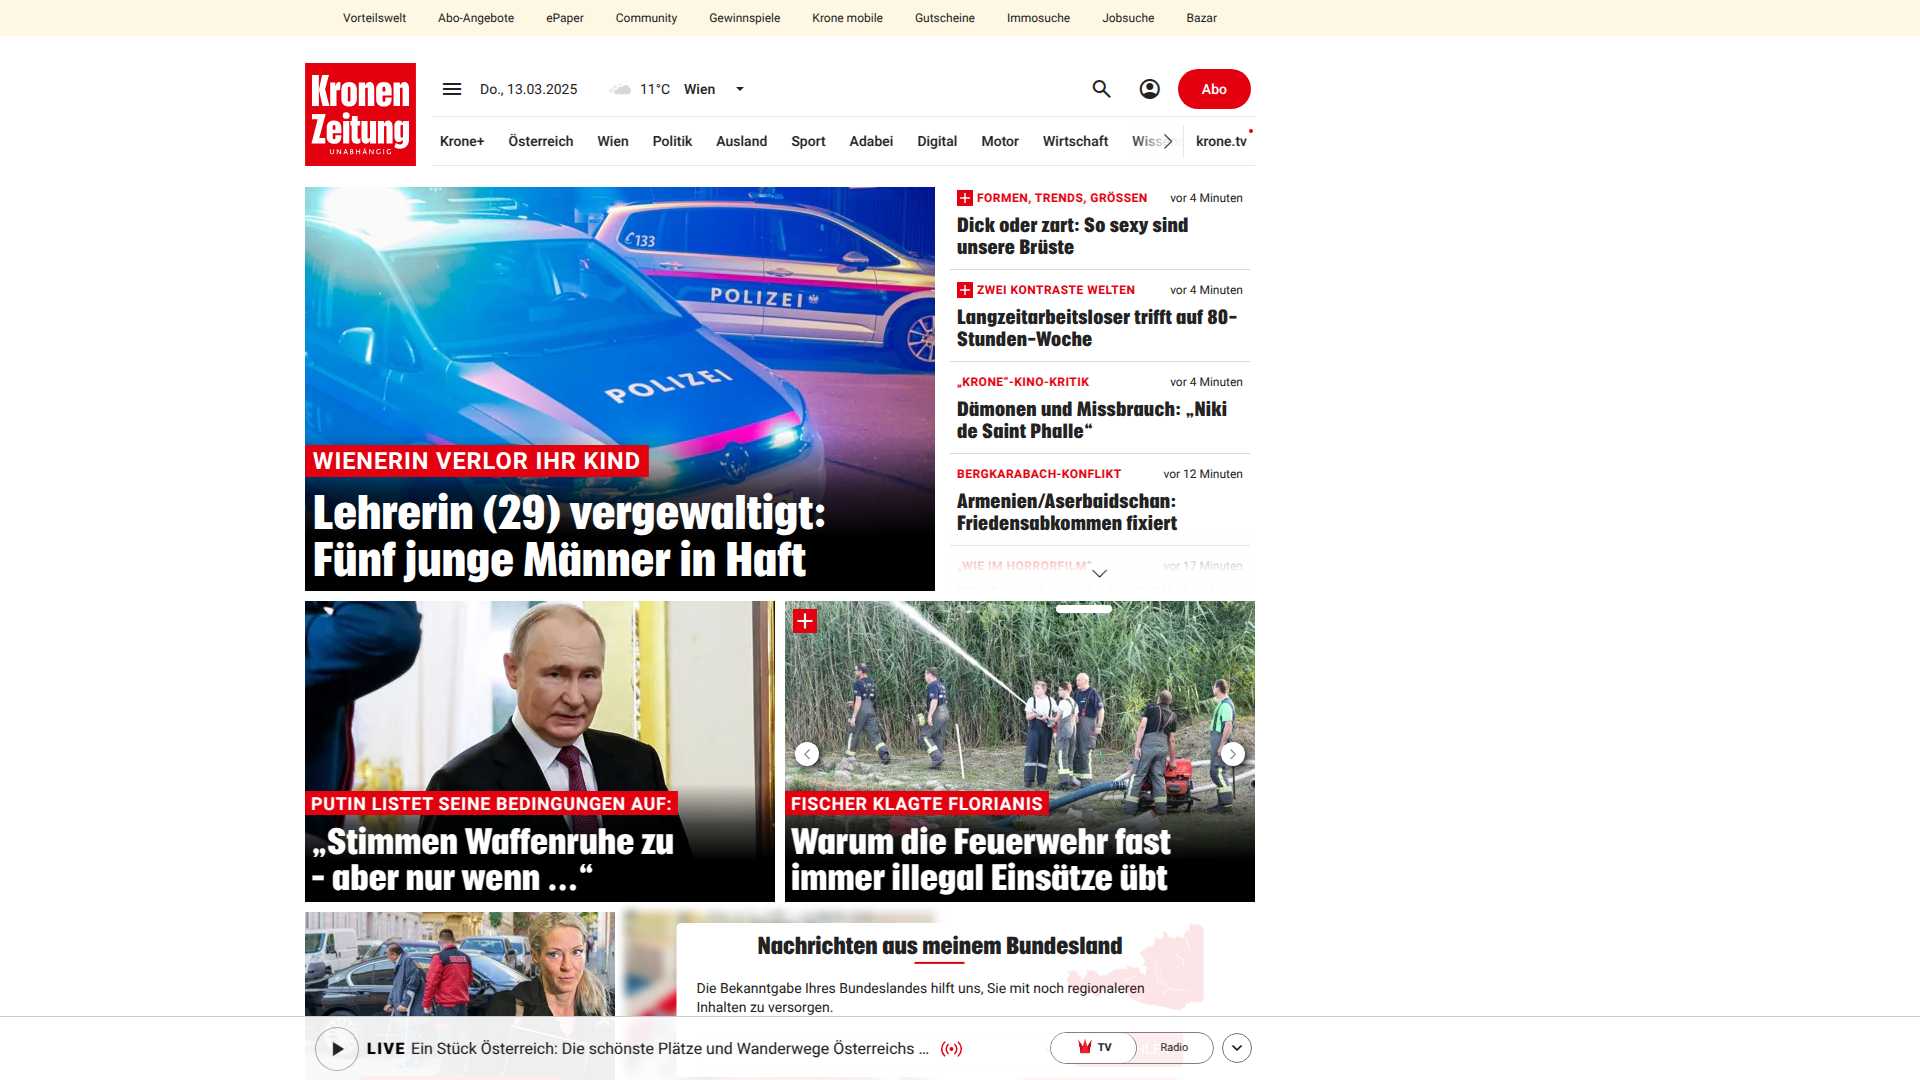 Vorteilswelt Abo-Angebote ePaper Community Gewinnspiele Krone mobile Gutscheine Immosuche Jobsuche Bazar
Kronen
Zeitung
UNABHÄNGIG
Do., 13.03.2025 11°C Wien
Abo
Krone+ Österreich Wien Politik Ausland Sport Adabei Digital Motor Wirtschaft krone.tv
133
POLIZEI
POLIZEI
WIENERIN VERLOR IHR KIND
Lehrerin (29) vergewaltigt:
Fünf junge Männer in Haft
FORMEN, TRENDS, GRÖSSEN vor 4 Minuten
Dick oder zart: So sexy sind
unsere Brüste
ZWEI KONTRASTE WELTEN vor 4 Minuten
Langzeitarbeitsloser trifft auf 80-
Stunden-Woche
„KRONE“-KINO-KRITIK vor 4 Minuten
Dämonen und Missbrauch: „Niki
de Saint Phalle“
BERGKARABACH-KONFLIKT vor 12 Minuten
Armenien/Aserbaidschan:
Friedensabkommen fixiert
„WIE IM HORRORFILM“ vor 17 Minuten
PUTIN LISTET SEINE BEDINGUNGEN AUF:
„Stimmen Waffenruhe zu
– aber nur wenn ...“
FISCHER KLAGTE FLORIANIS
Warum die Feuerwehr fast
immer illegal Einsätze übt
Nachrichten aus meinem Bundesland
Die Bekanntgabe Ihres Bundeslandes hilft uns, Sie mit noch regionaleren
Inhalten zu versorgen.
LIVE Ein Stück Österreich: Die schönste Plätze und Wanderwege Österreichs ...
TV Radio